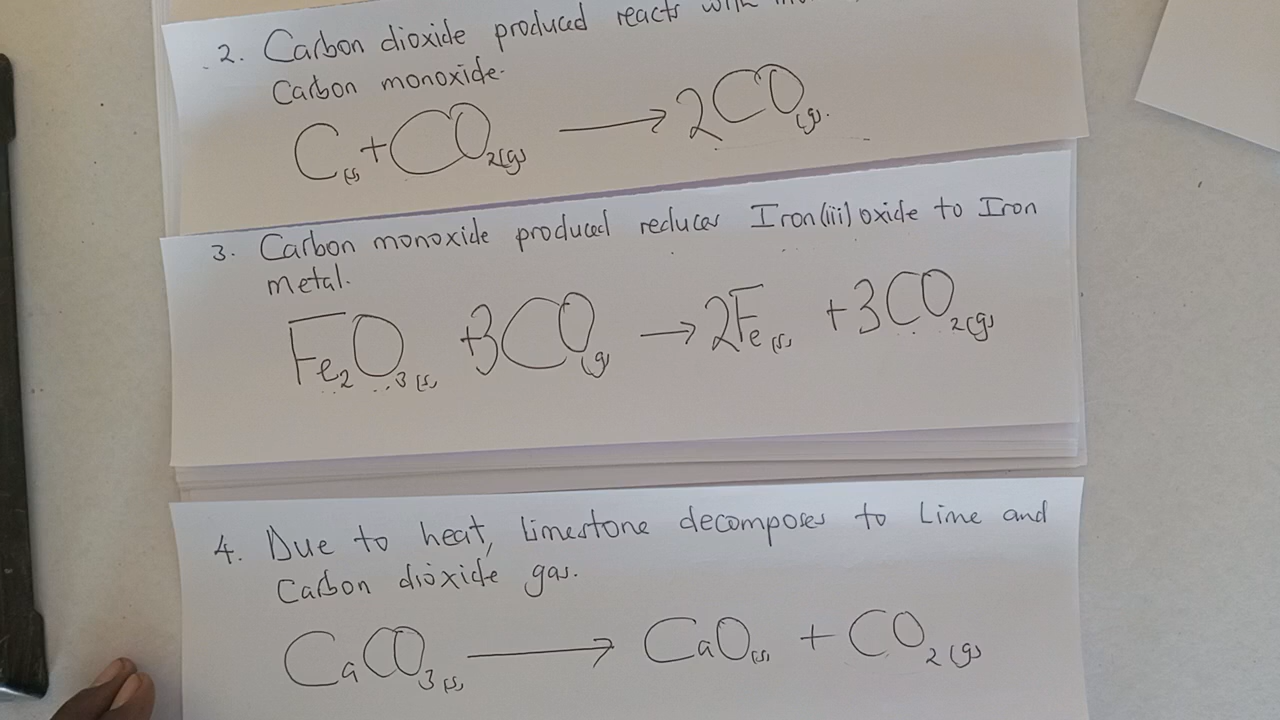 2. Carbon dioxide produced reacts with
Carbon monoxide.
C(s) + CO2(g) → 2CO(g).
3. Carbon monoxide produced reduces Iron(iii) oxide to Iron
metal.
Fe2O3(s) + 3CO(g) → 2Fe(s) + 3CO2(g)
4. Due to heat, limestone decomposes to Lime and
Carbon dioxide gas.
CaCO3(s) → CaO(s) + CO2(g)